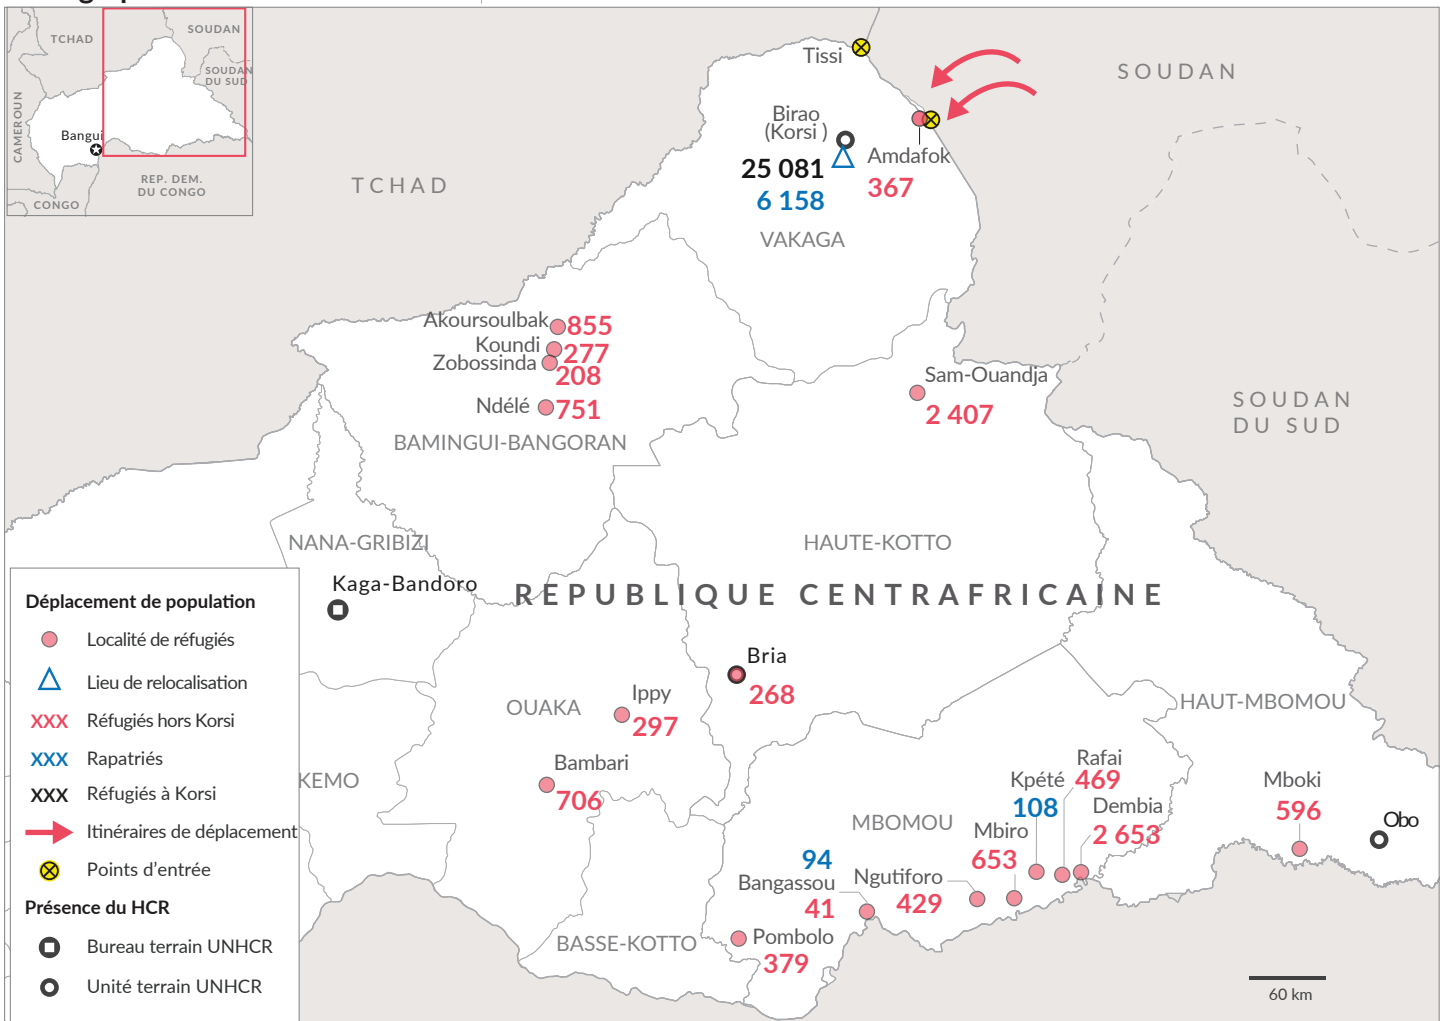 TCHAD
SOUDAN
SOUDAN
DU SUD
CAMEROUN
Bangui
REP. DEM.
DU CONGO
CONGO
Tissi
SOUDAN
Birao
(Korsi )
25 081
6 158
Amdafok
367
VAKAGA
TCHAD
Akoursoulbak
855
Koundi
277
Zobossinda
208
Ndélé
751
BAMINGUI-BANGORAN
Sam-Ouandja
2 407
SOUDAN
DU SUD
NANA-GRIBIZI
HAUTE-KOTTO
Kaga-Bandoro
REPUBLIQUE CENTRAFRICAINE
Bria
268
OUAKA
Ippy
297
Bambari
706
KEMO
HAUT-MBOMOU
Rafai
469
Kpété
108
Dembia
2 653
Mboki
596
Obo
MBOMOU
Mbiro
653
94
Bangassou
41
Ngutiforo
429
BASSE-KOTTO
Pombolo
379
60 km
Déplacement de population
Localité de réfugiés
Lieu de relocalisation
XXX Réfugiés hors Korsi
XXX Rapatriés
XXX Réfugiés à Korsi
Itinéraires de déplacement
Points d'entrée
Présence du HCR
Bureau terrain UNHCR
Unité terrain UNHCR